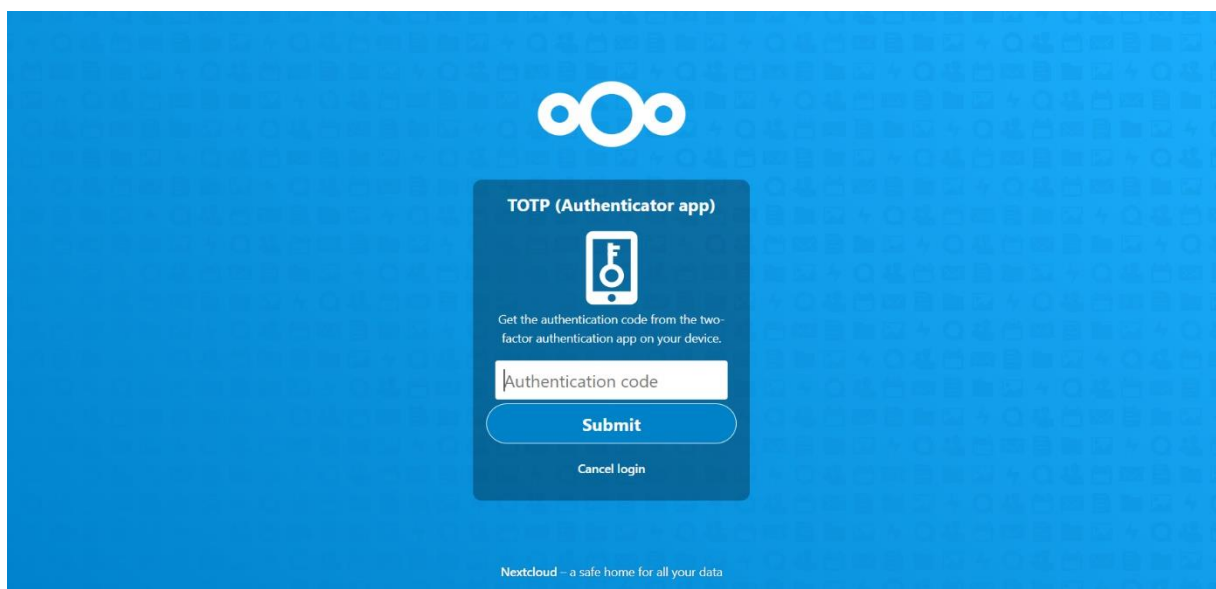 TOTP (Authenticator app)
Get the authentication code from the two-
factor authentication app on your device.
Authentication code
Submit
Cancel login
Nextcloud – a safe home for all your data